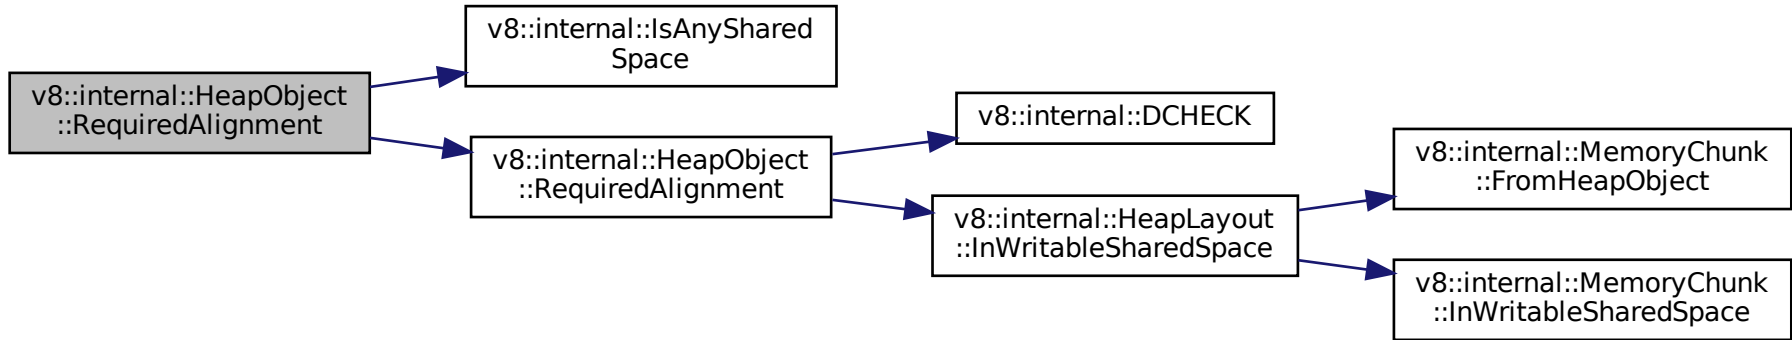 v8::internal::HeapObject
::RequiredAlignment
v8::internal::IsAnyShared
Space
v8::internal::HeapObject
::RequiredAlignment
v8::internal::DCHECK
v8::internal::HeapLayout
::InWritableSharedSpace
v8::internal::MemoryChunk
::FromHeapObject
v8::internal::MemoryChunk
::InWritableSharedSpace